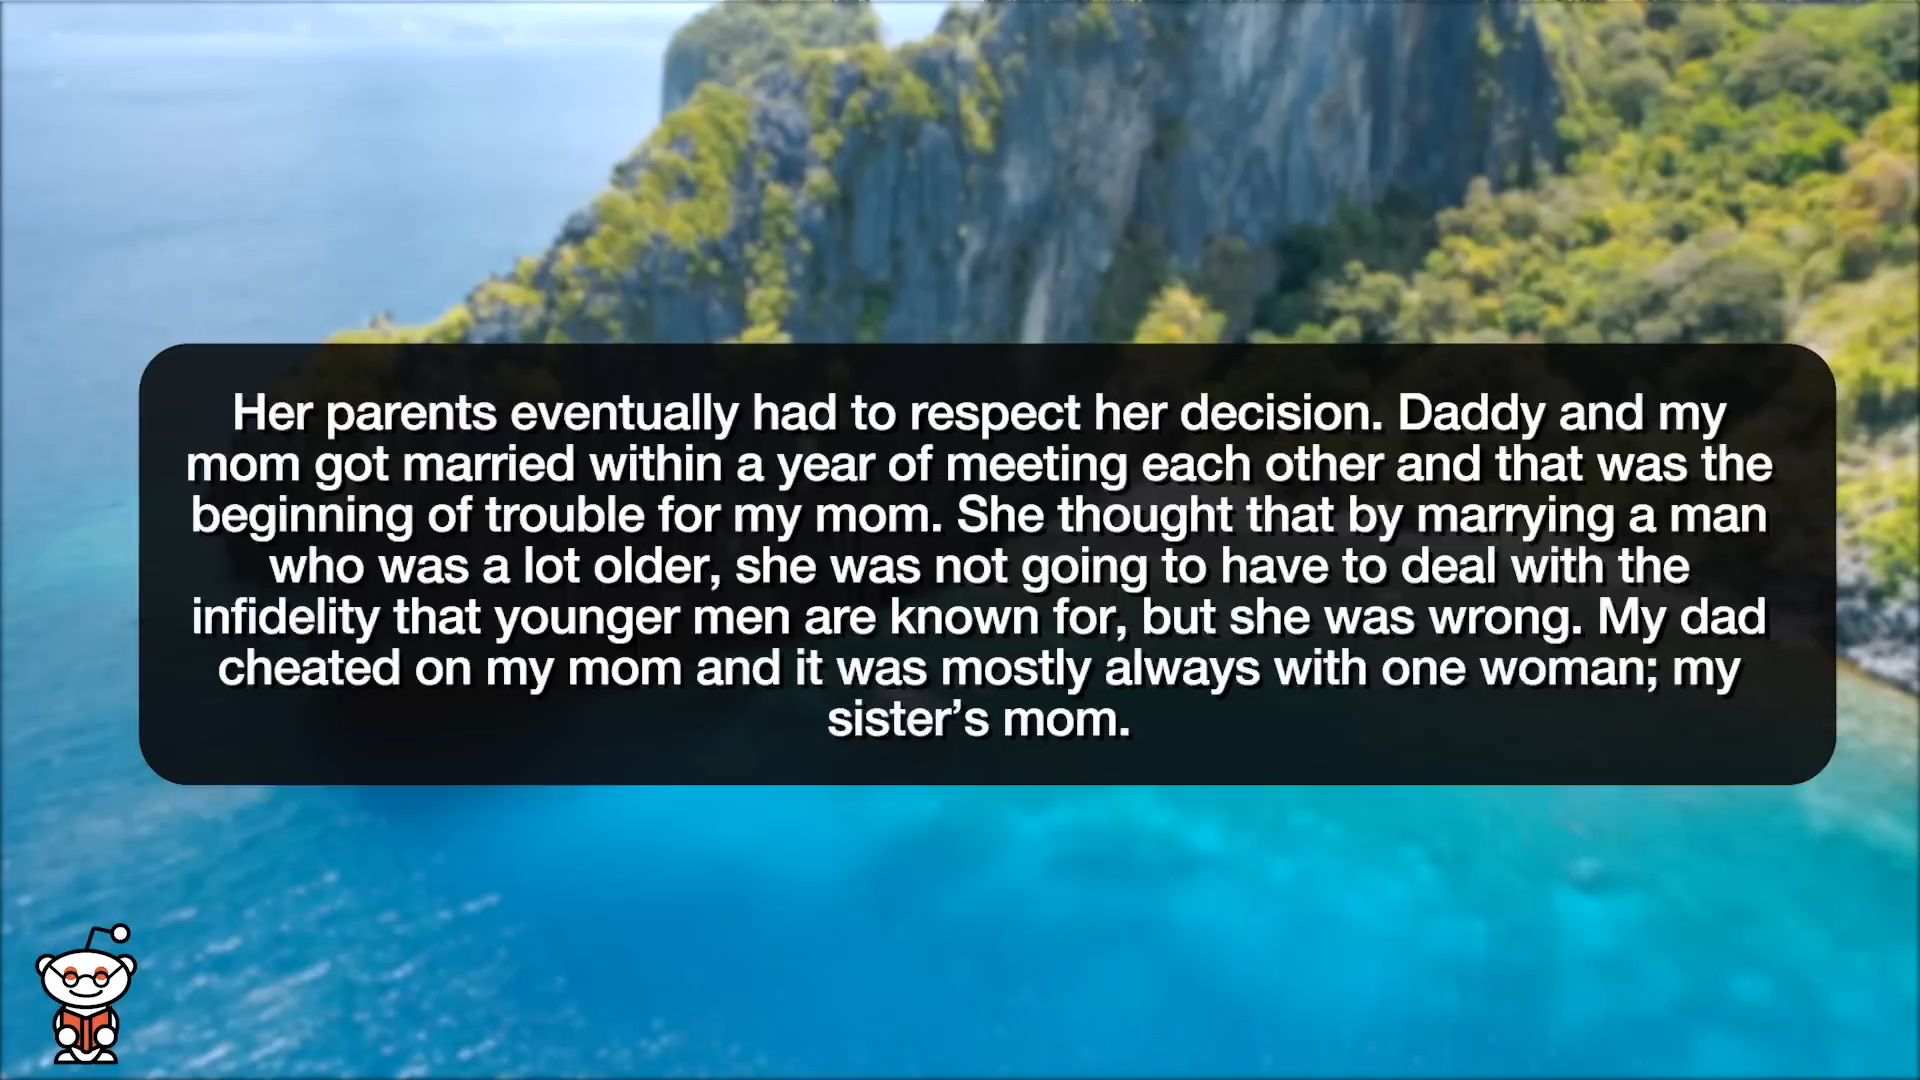 Her parents eventually had to respect her decision. Daddy and my
mom got married within a year of meeting each other and that was the
beginning of trouble for my mom. She thought that by marrying a man
who was a lot older, she was not going to have to deal with the
infidelity that younger men are known for, but she was wrong. My dad
cheated on my mom and it was mostly always with one woman; my
sister’s mom.